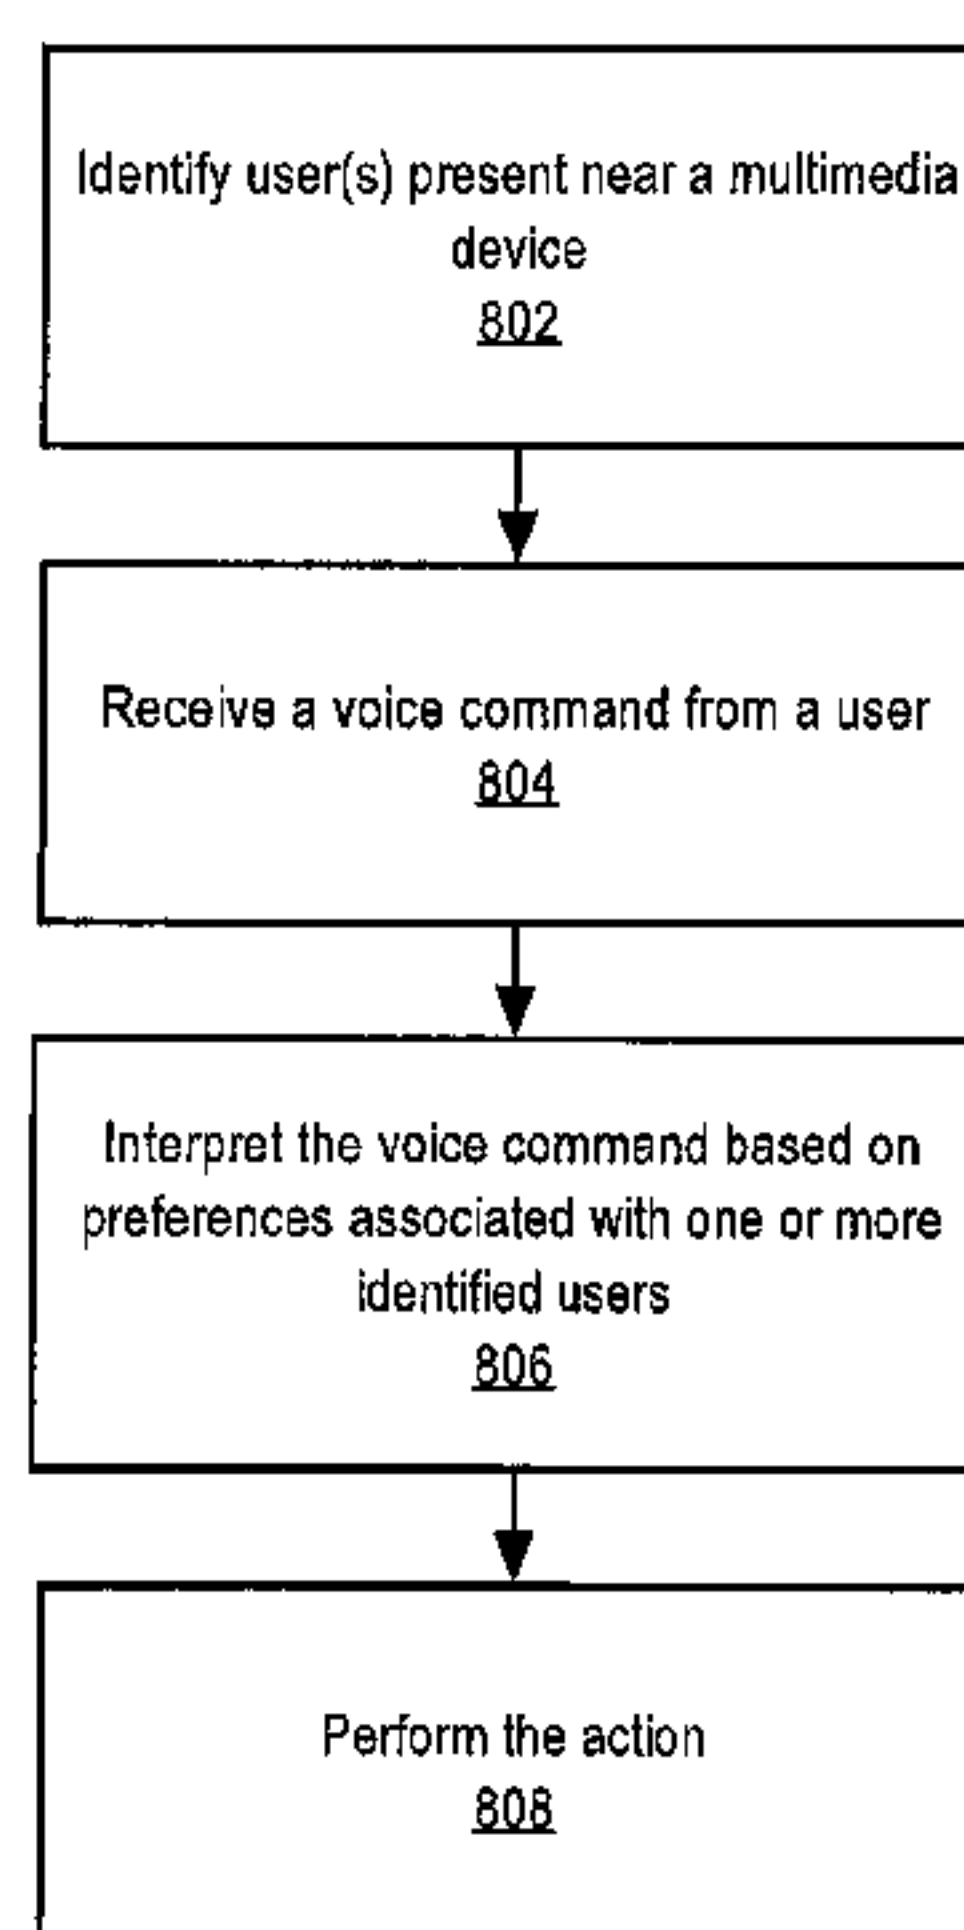 Identify user(s) present near a multimedia
device
802
Receive a voice command from a user
804
Interpret the voice command based on
preferences associated with one or more
identified users
806
Perform the action
808